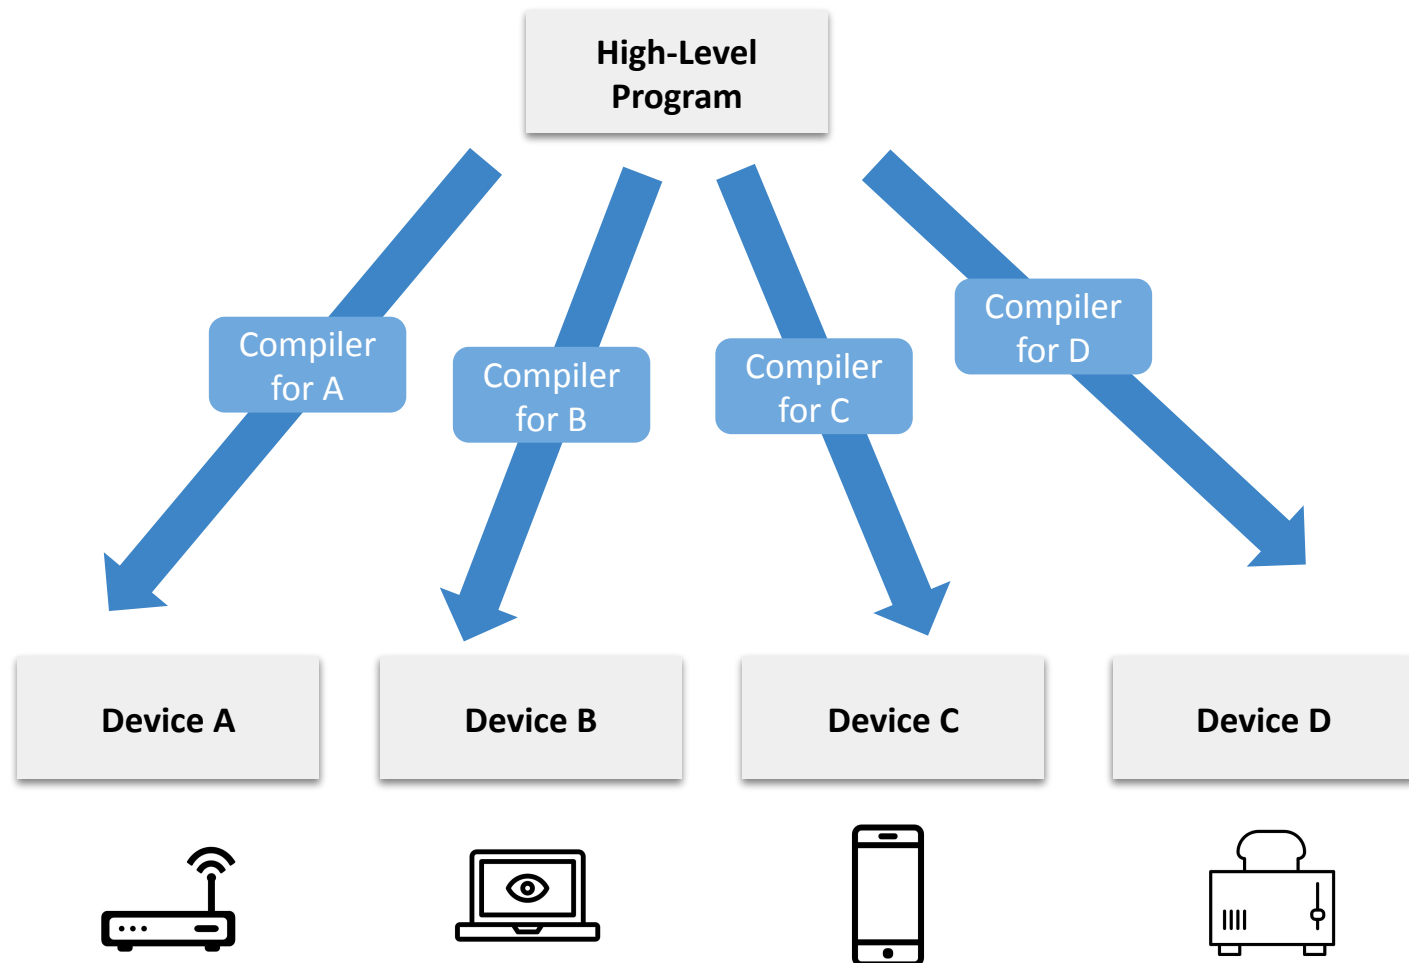 High-Level
Program
Compiler
for A
Compiler
for B
Compiler
for C
Compiler
for D
Device A
Device B
Device C
Device D